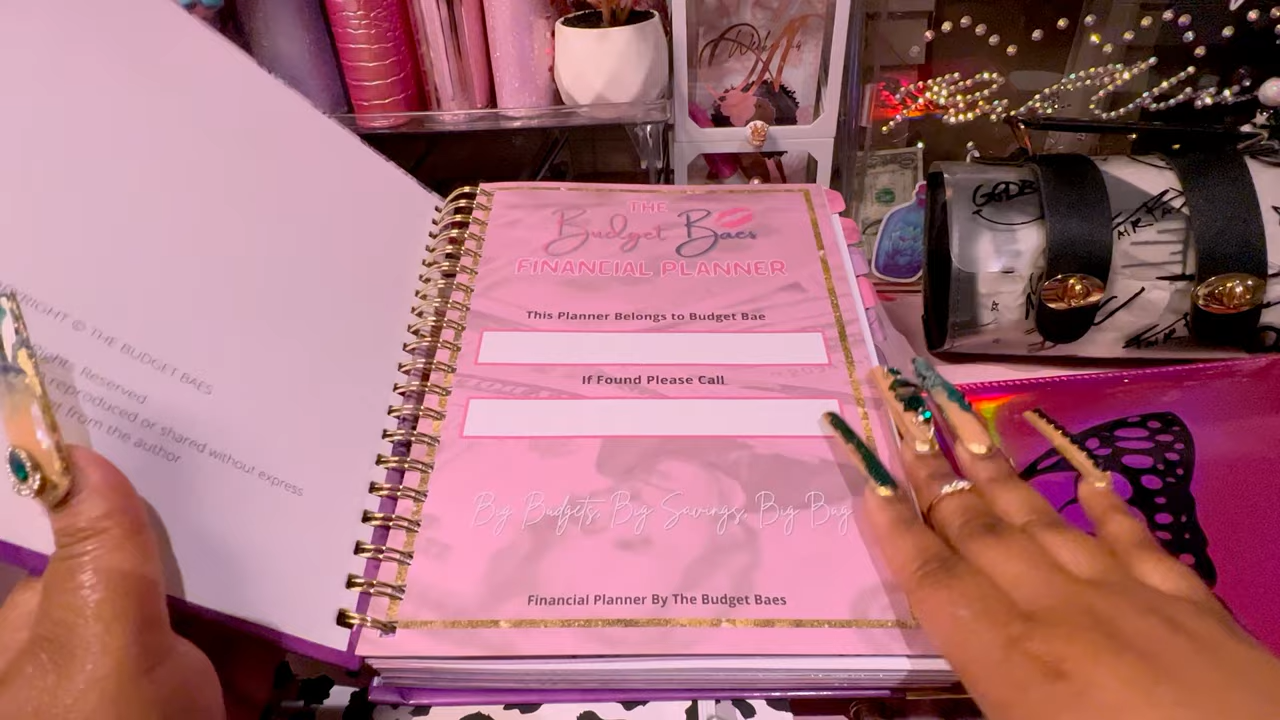 THE
Budget Baes
FINANCIAL PLANNER
This Planner Belongs to Budget Bae
If Found Please Call
Big Budgets, Big Savings, Big Bag
Financial Planner By The Budget Baes
© THE BUDGET BAES
Reserved
reproduced or shared without express
from the author
GGDB